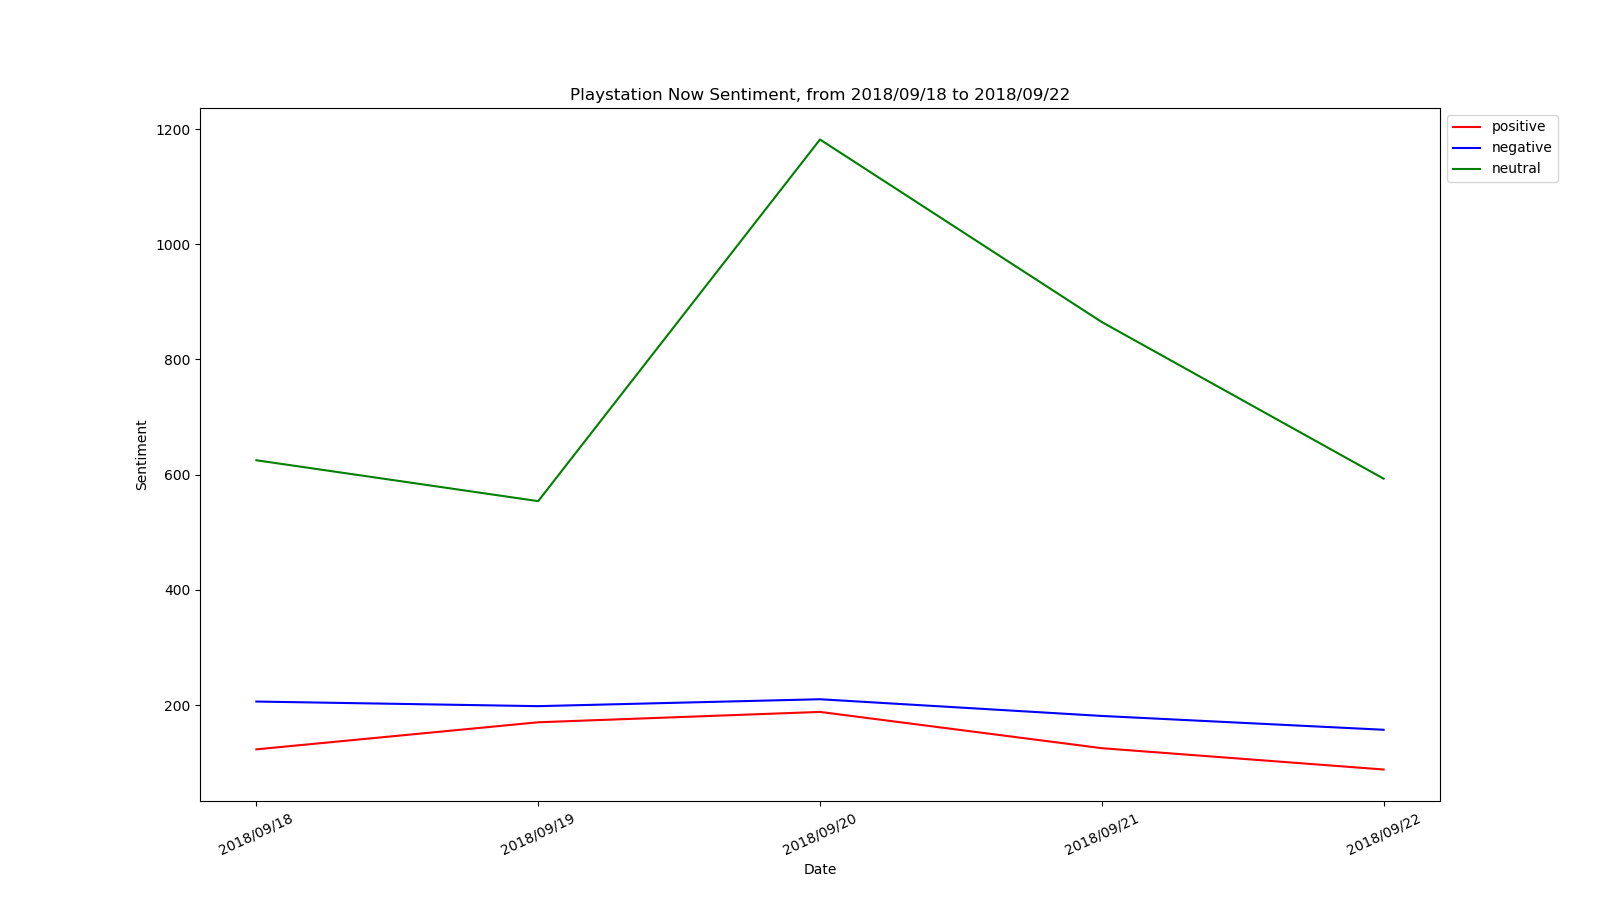 Playstation Now Sentiment, from 2018/09/18 to 2018/09/22
positive
negative
neutral
1200
1000
800
600
400
200
Sentiment
2018/09/18
2018/09/19
2018/09/20
2018/09/21
2018/09/22
Date